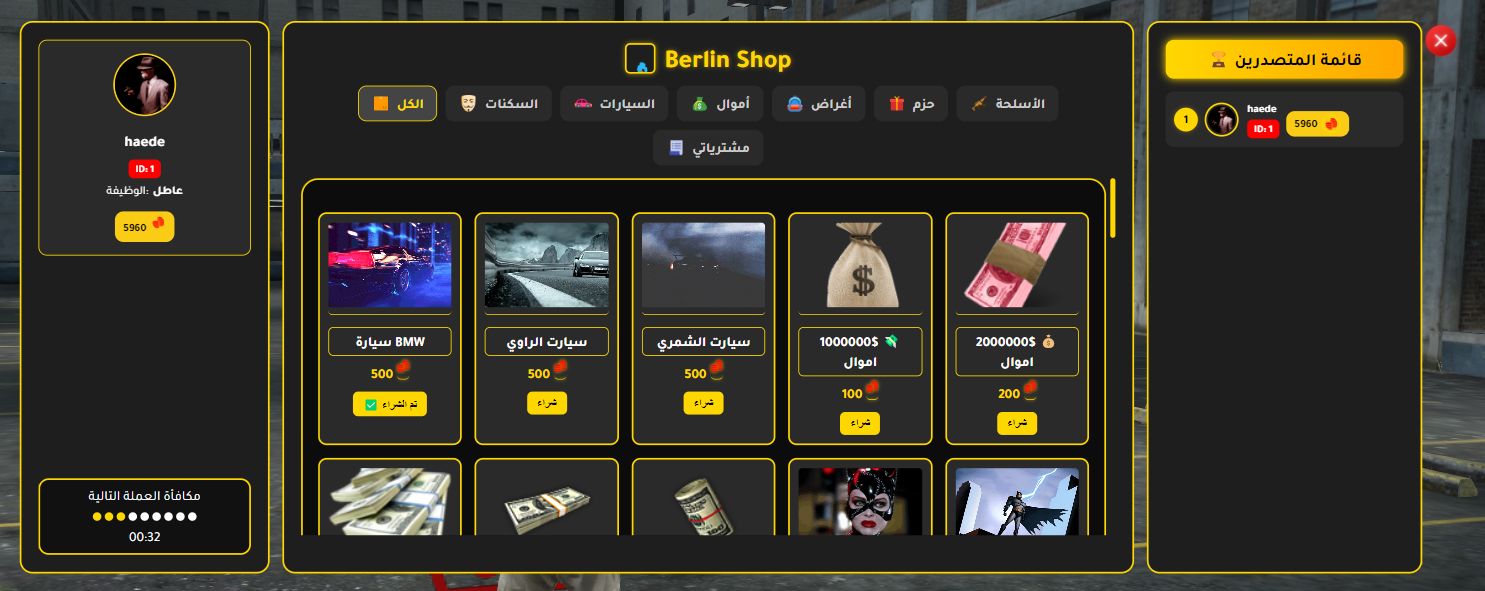 haede
ID: 1
الوظيفة: عاطل
5960
مكافأة العملة التالية
00:32
Berlin Shop
الكل
السكنات
السيارات
أموال
أغراض
حزم
الأسلحة
مشترياتي
سيارة BMW
500
تم الشراء ✅
سيارت الراوي
500
شراء
سيارت الشمري
500
شراء
1000000$ 💸
اموال
100
شراء
2000000$ 💰
اموال
200
شراء
قائمة المتصدرين 🏆
1
haede
ID: 1
5960